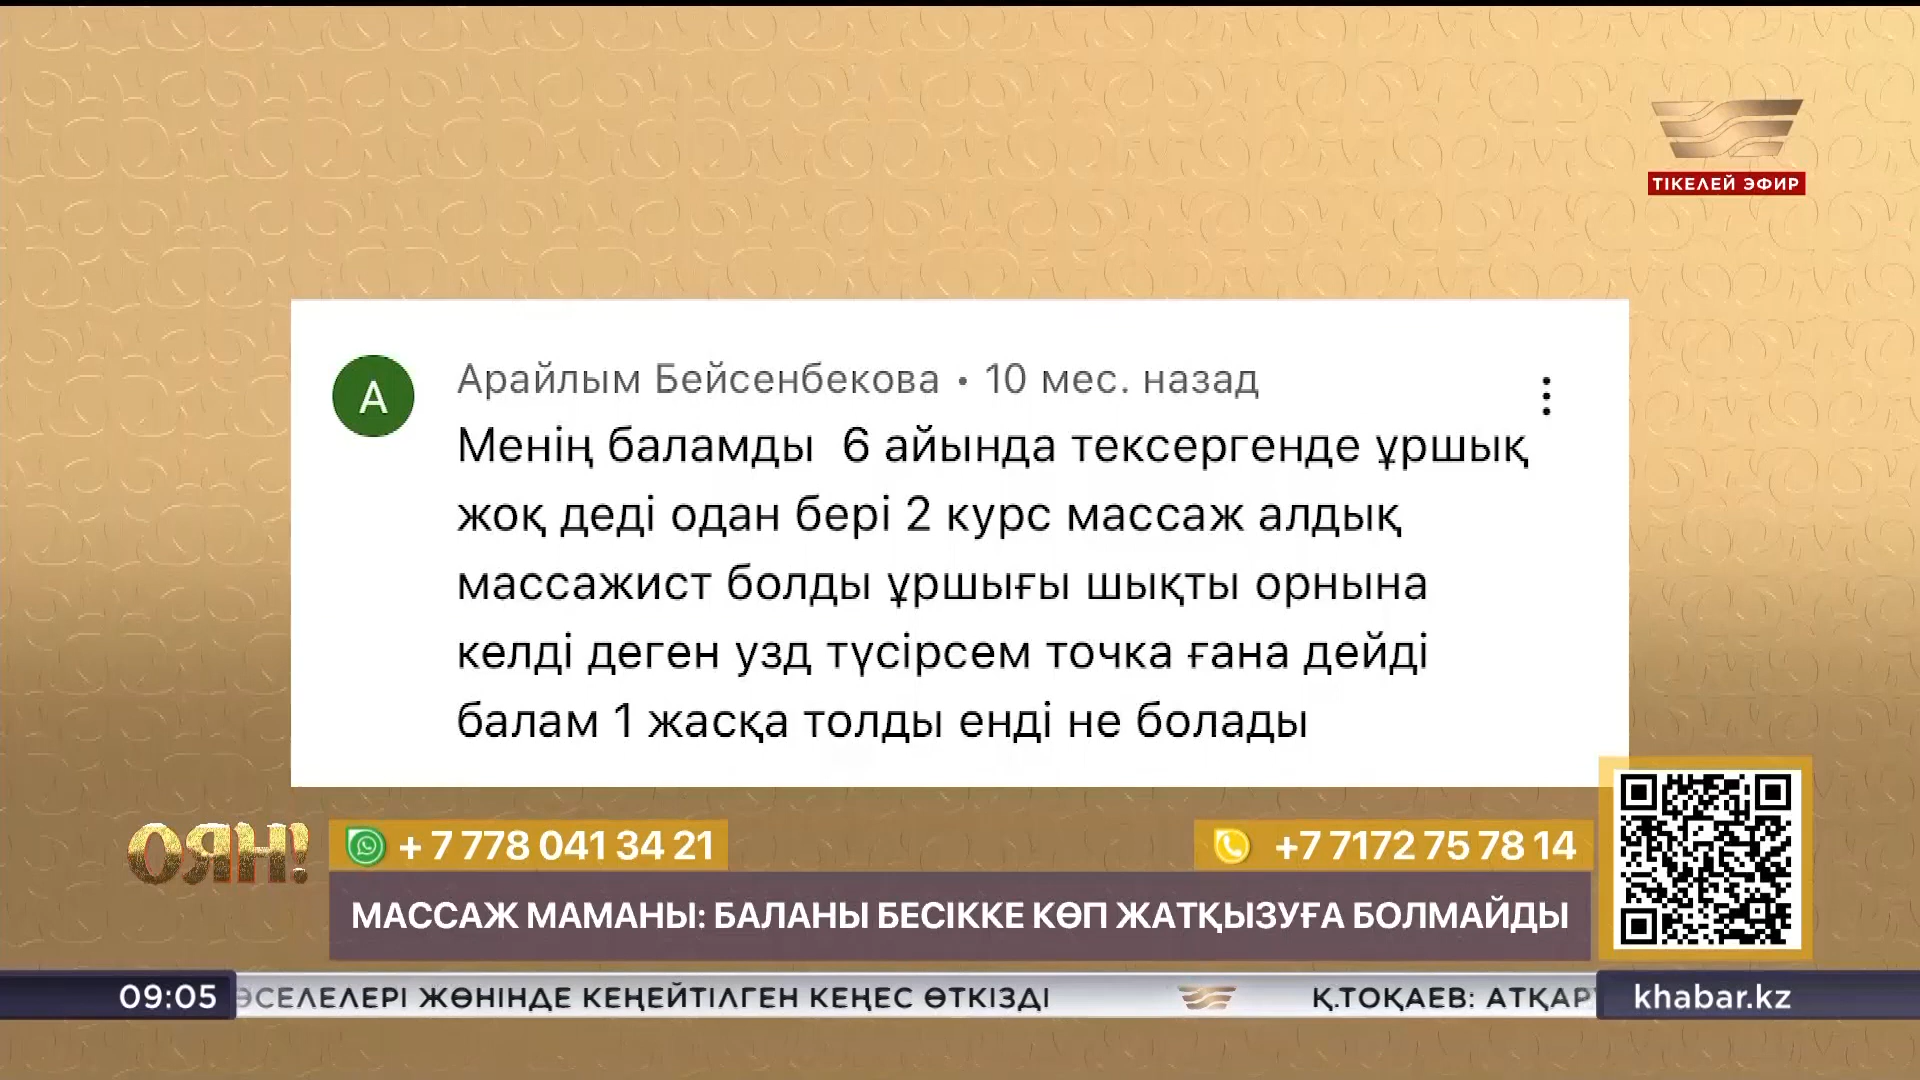 ТІКЕЛЕЙ ЭФИР
А
Арайлым Бейсенбекова • 10 мес. назад
Менің баламды 6 айында тексергенде ұршық
жоқ деді одан бері 2 курс массаж алдық
массажист болды ұршығы шықты орнына
келді деген узд түсірсем точка ғана дейді
балам 1 жасқа толды енді не болады
ОЯН!
+ 7 778 041 34 21
+7 7172 75 78 14
МАССАЖ МАМАНЫ: БАЛАНЫ БЕСІККЕ КӨП ЖАТҚЫЗУҒА БОЛМАЙДЫ
09:05
ӘСЕЛЕЛЕРІ ЖӨНІНДЕ КЕҢЕЙТІЛГЕН КЕҢЕС ӨТКІЗДІ
Қ.ТОҚАЕВ: АТҚАР
khabar.kz